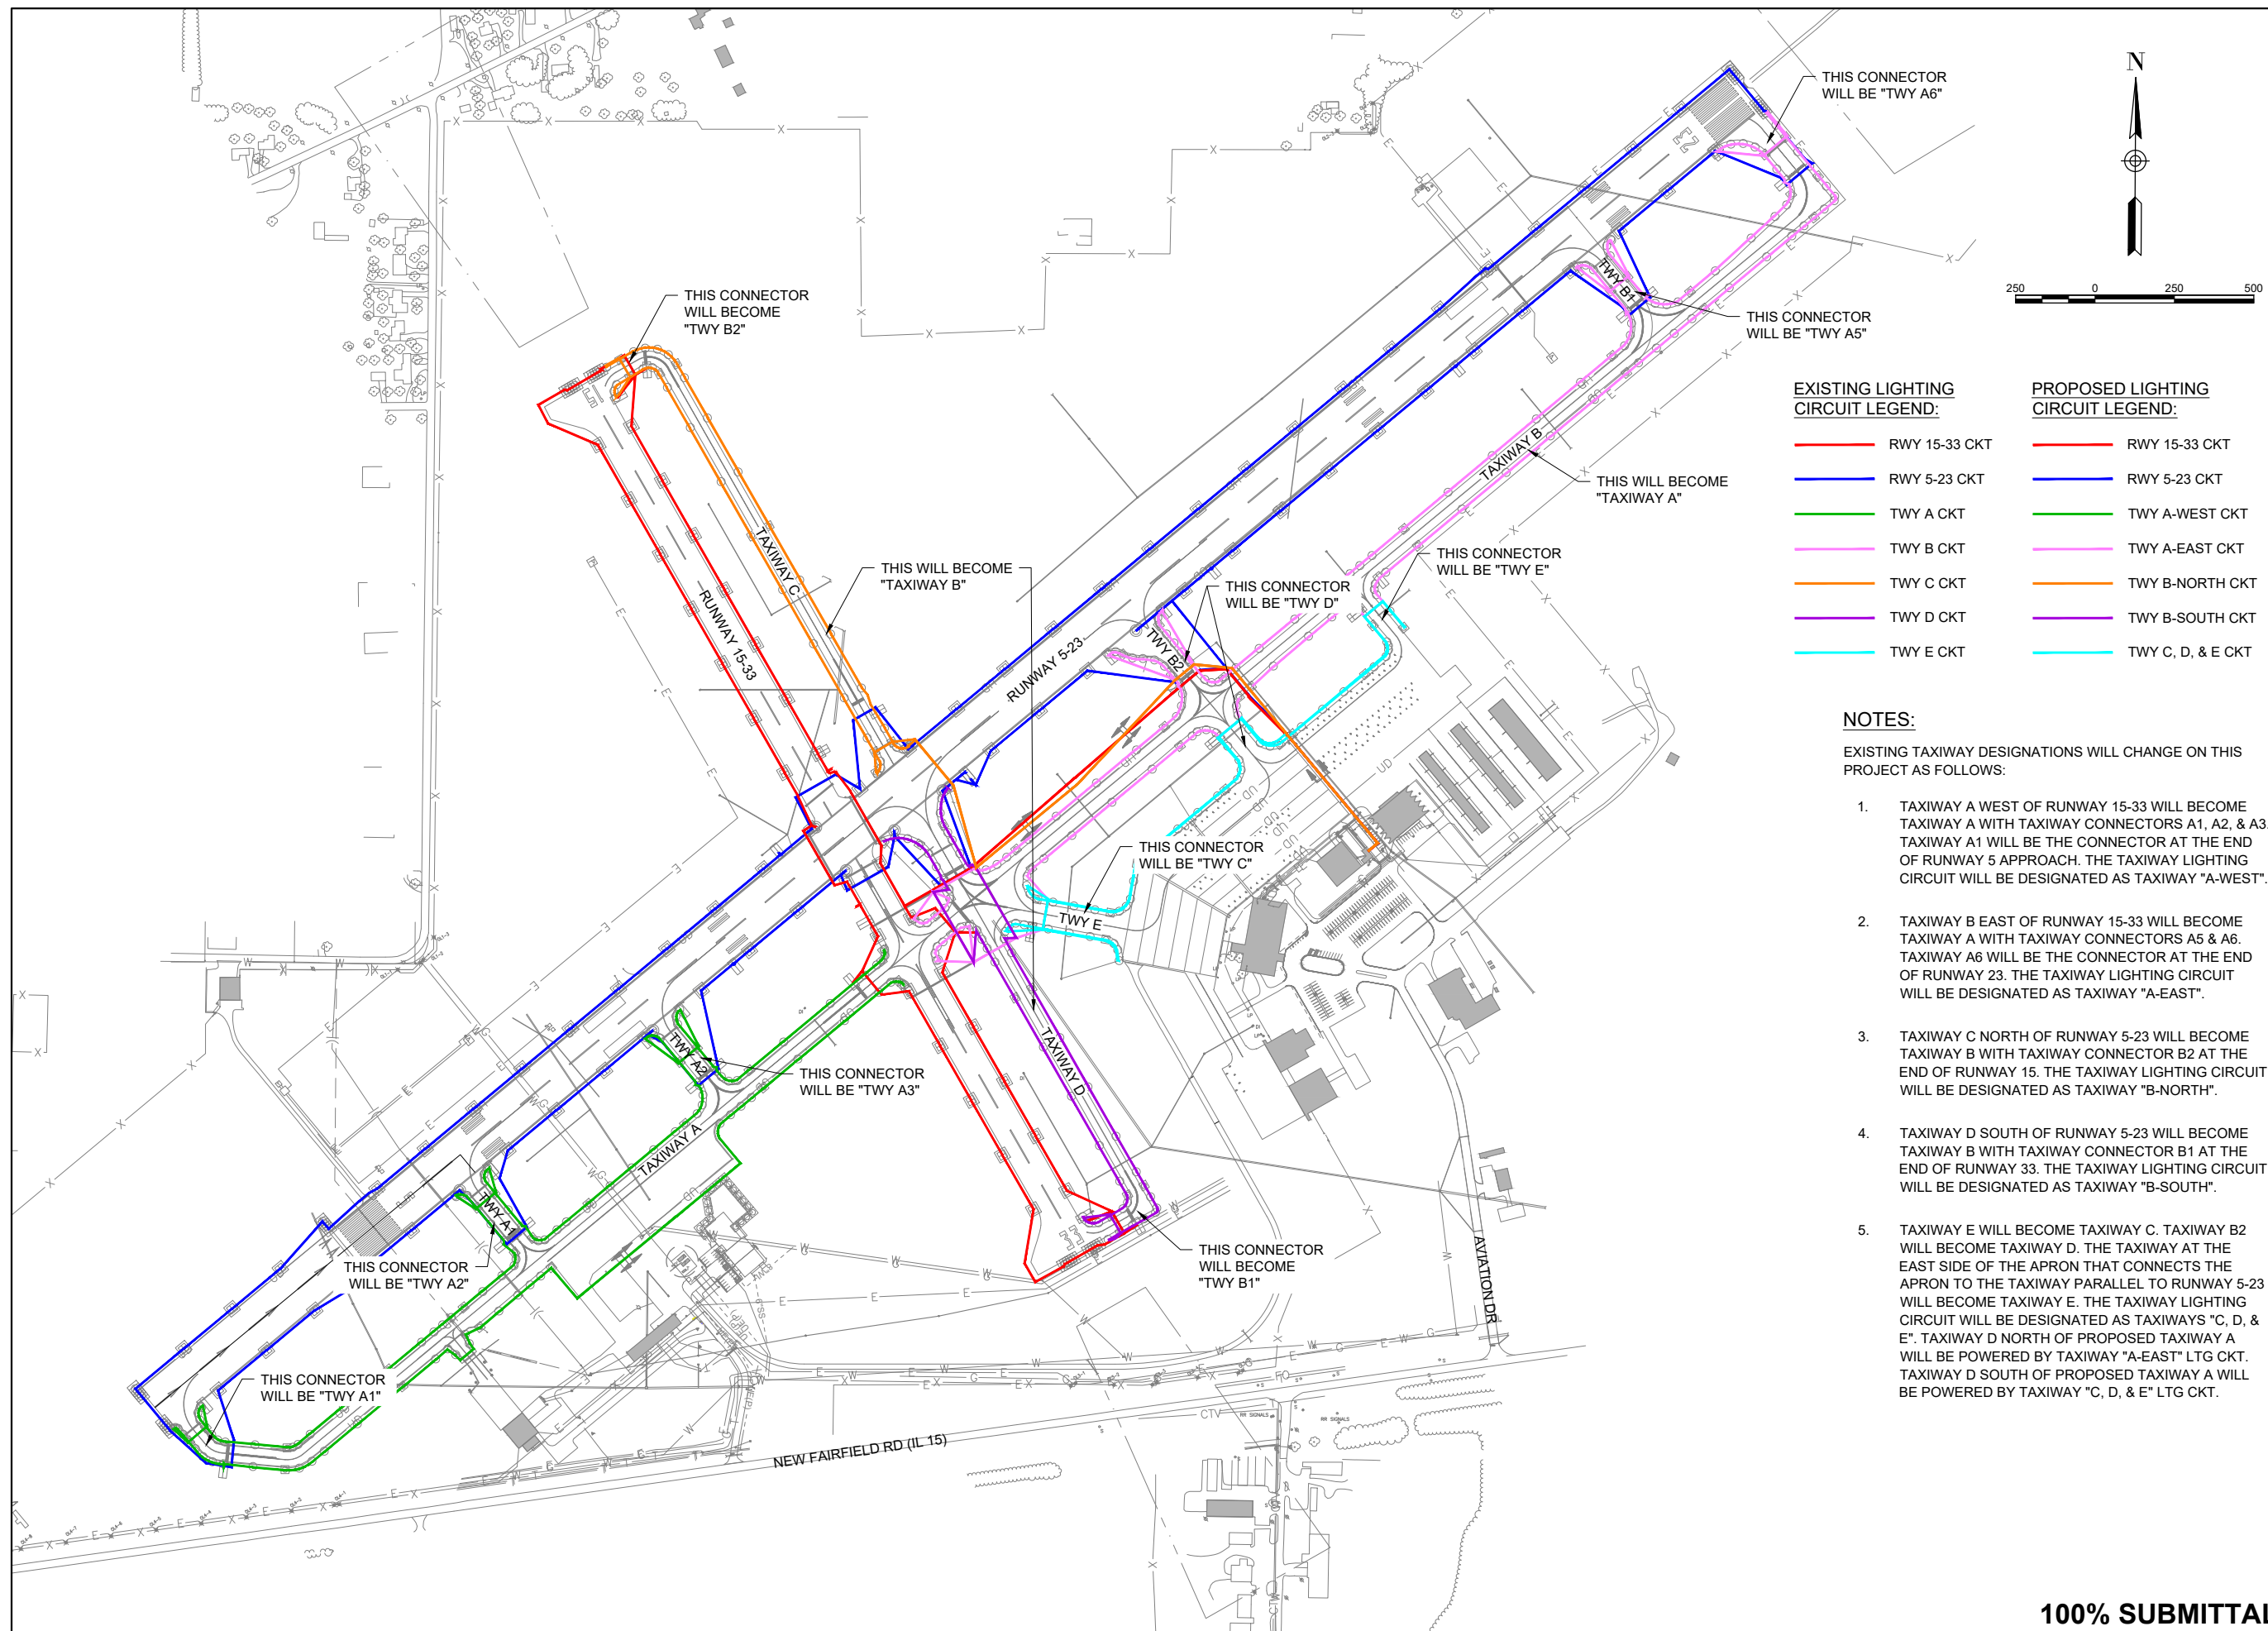 THIS CONNECTOR
WILL BE "TWY A6"
N
250 0 250 500
23
THIS CONNECTOR
WILL BECOME
"TWY B2"
TWY B1
THIS CONNECTOR
WILL BE "TWY A5"
15
TAXIWAY B
THIS WILL BECOME
"TAXIWAY A"
TAXIWAY C
THIS WILL BECOME
"TAXIWAY B"
THIS CONNECTOR
WILL BE "TWY E"
THIS CONNECTOR
WILL BE "TWY D"
RUNWAY 15-33
RUNWAY 5-23
TWY B2
THIS CONNECTOR
WILL BE "TWY C"
TWY E
TWY A2
THIS CONNECTOR
WILL BE "TWY A3"
TAXIWAY D
TAXIWAY A
TWY A1
THIS CONNECTOR
WILL BE "TWY A2"
33
THIS CONNECTOR
WILL BECOME
"TWY B1"
THIS CONNECTOR
WILL BE "TWY A1"
AVIATION DR
NEW FAIRFIELD RD (IL 15)
CTV
RR SIGNALS
RR SIGNALS
EXISTING LIGHTING
CIRCUIT LEGEND:
RWY 15-33 CKT
RWY 5-23 CKT
TWY A CKT
TWY B CKT
TWY C CKT
TWY D CKT
TWY E CKT
PROPOSED LIGHTING
CIRCUIT LEGEND:
RWY 15-33 CKT
RWY 5-23 CKT
TWY A-WEST CKT
TWY A-EAST CKT
TWY B-NORTH CKT
TWY B-SOUTH CKT
TWY C, D, & E CKT
NOTES:
EXISTING TAXIWAY DESIGNATIONS WILL CHANGE ON THIS
PROJECT AS FOLLOWS:
1. TAXIWAY A WEST OF RUNWAY 15-33 WILL BECOME
TAXIWAY A WITH TAXIWAY CONNECTORS A1, A2, & A3.
TAXIWAY A1 WILL BE THE CONNECTOR AT THE END
OF RUNWAY 5 APPROACH. THE TAXIWAY LIGHTING
CIRCUIT WILL BE DESIGNATED AS TAXIWAY "A-WEST".
2. TAXIWAY B EAST OF RUNWAY 15-33 WILL BECOME
TAXIWAY A WITH TAXIWAY CONNECTORS A5 & A6.
TAXIWAY A6 WILL BE THE CONNECTOR AT THE END
OF RUNWAY 23. THE TAXIWAY LIGHTING CIRCUIT
WILL BE DESIGNATED AS TAXIWAY "A-EAST".
3. TAXIWAY C NORTH OF RUNWAY 5-23 WILL BECOME
TAXIWAY B WITH TAXIWAY CONNECTOR B2 AT THE
END OF RUNWAY 15. THE TAXIWAY LIGHTING CIRCUIT
WILL BE DESIGNATED AS TAXIWAY "B-NORTH".
4. TAXIWAY D SOUTH OF RUNWAY 5-23 WILL BECOME
TAXIWAY B WITH TAXIWAY CONNECTOR B1 AT THE
END OF RUNWAY 33. THE TAXIWAY LIGHTING CIRCUIT
WILL BE DESIGNATED AS TAXIWAY "B-SOUTH".
5. TAXIWAY E WILL BECOME TAXIWAY C. TAXIWAY B2
WILL BECOME TAXIWAY D. THE TAXIWAY AT THE
EAST SIDE OF THE APRON THAT CONNECTS THE
APRON TO THE TAXIWAY PARALLEL TO RUNWAY 5-23
WILL BECOME TAXIWAY E. THE TAXIWAY LIGHTING
CIRCUIT WILL BE DESIGNATED AS TAXIWAYS "C, D, &
E". TAXIWAY D NORTH OF PROPOSED TAXIWAY A
WILL BE POWERED BY TAXIWAY "A-EAST" LTG CKT.
TAXIWAY D SOUTH OF PROPOSED TAXIWAY A WILL
BE POWERED BY TAXIWAY "C, D, & E" LTG CKT.
100% SUBMITTAL